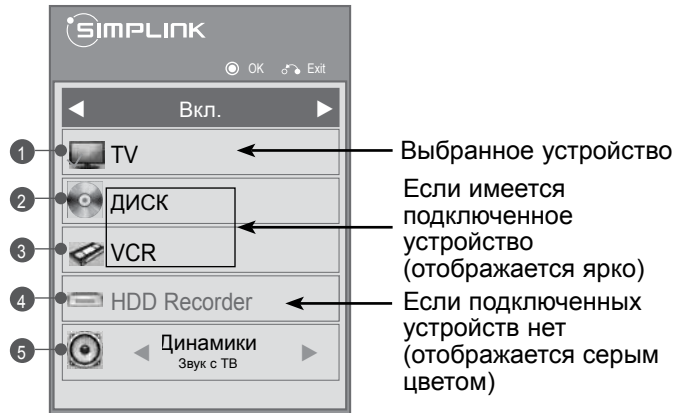 SIMPLINK
OK Exit
Вкл.
1 TV
2 ДИСК
3 VCR
4 HDD Recorder
5 Динамики
Звук с ТВ
Выбранное устройство
Если имеется
подключенное
устройство
(отображается ярко)
Если подключенных
устройств нет
(отображается серым
цветом)